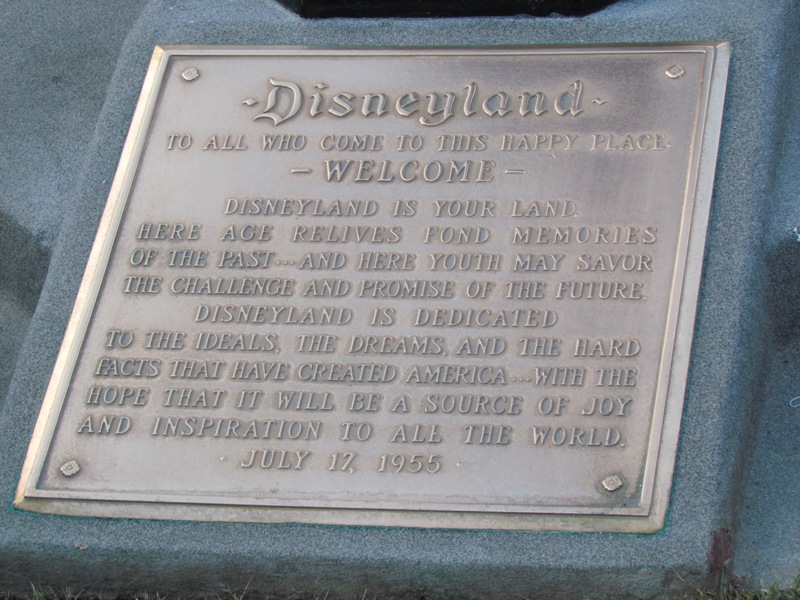 -Disneyland-
TO ALL WHO COME TO THIS HAPPY PLACE:
- WELCOME -
DISNEYLAND IS YOUR LAND.
HERE AGE RELIVES FOND MEMORIES
OF THE PAST...AND HERE YOUTH MAY SAVOR
THE CHALLENGE AND PROMISE OF THE FUTURE.
DISNEYLAND IS DEDICATED
TO THE IDEALS, THE DREAMS, AND THE HARD
FACTS THAT HAVE CREATED AMERICA...WITH THE
HOPE THAT IT WILL BE A SOURCE OF JOY
AND INSPIRATION TO ALL THE WORLD.
· JULY 17, 1955 ·